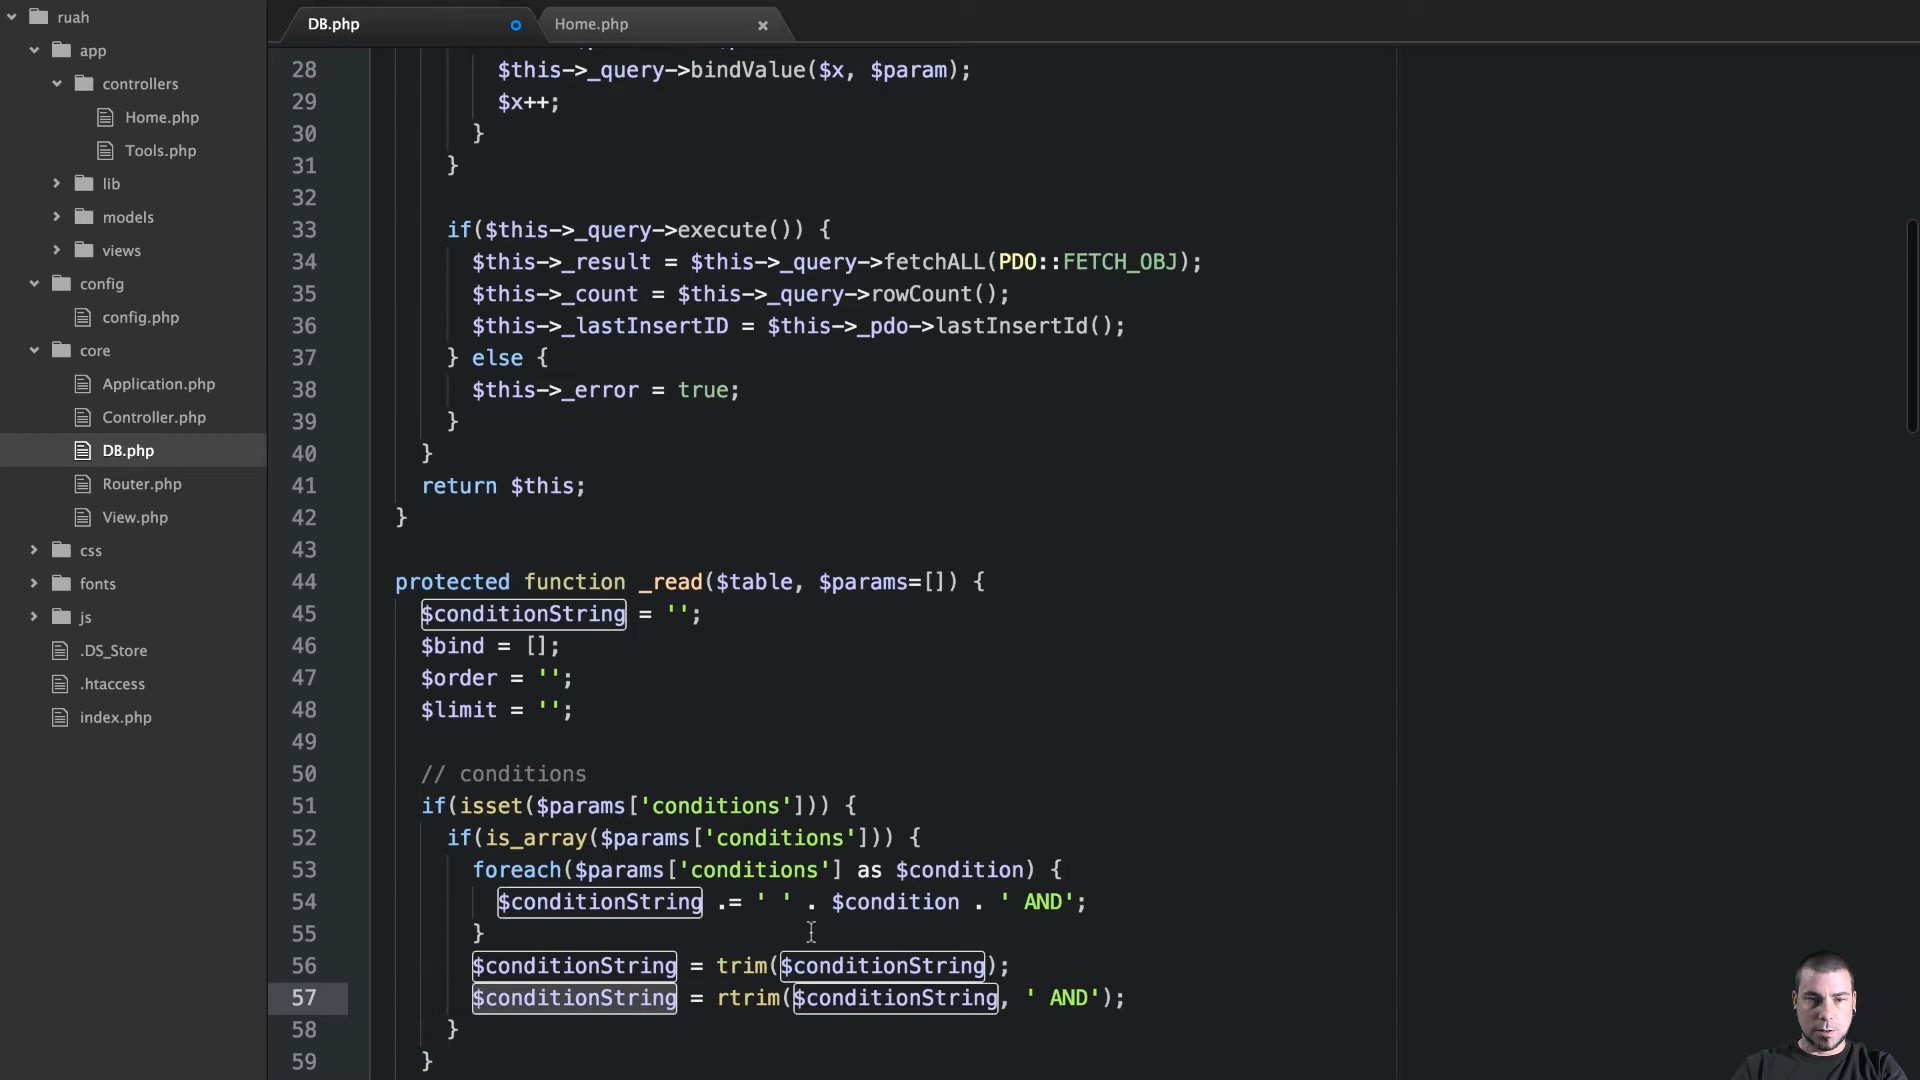 ruah
app
controllers
Home.php
Tools.php
lib
models
views
config
config.php
core
Application.php
Controller.php
DB.php
Router.php
View.php
css
fonts
js
.DS_Store
.htaccess
index.php
DB.php
Home.php
28 $this->_query->bindValue($x, $param);
29 $x++;
30 }
31 }
32
33 if($this->_query->execute()) {
34 $this->_result = $this->_query->fetchALL(PDO::FETCH_OBJ);
35 $this->_count = $this->_query->rowCount();
36 $this->_lastInsertID = $this->_pdo->lastInsertId();
37 } else {
38 $this->_error = true;
39 }
40 }
41 return $this;
42 }
43
44 protected function _read($table, $params=[]) {
45 $conditionString = '';
46 $bind = [];
47 $order = '';
48 $limit = '';
49
50 // conditions
51 if(isset($params['conditions'])) {
52 if(is_array($params['conditions'])) {
53 foreach($params['conditions'] as $condition) {
54 $conditionString .= ' ' . $condition . ' AND';
55 }
56 $conditionString = trim($conditionString);
57 $conditionString = rtrim($conditionString, ' AND');
58 }
59 }